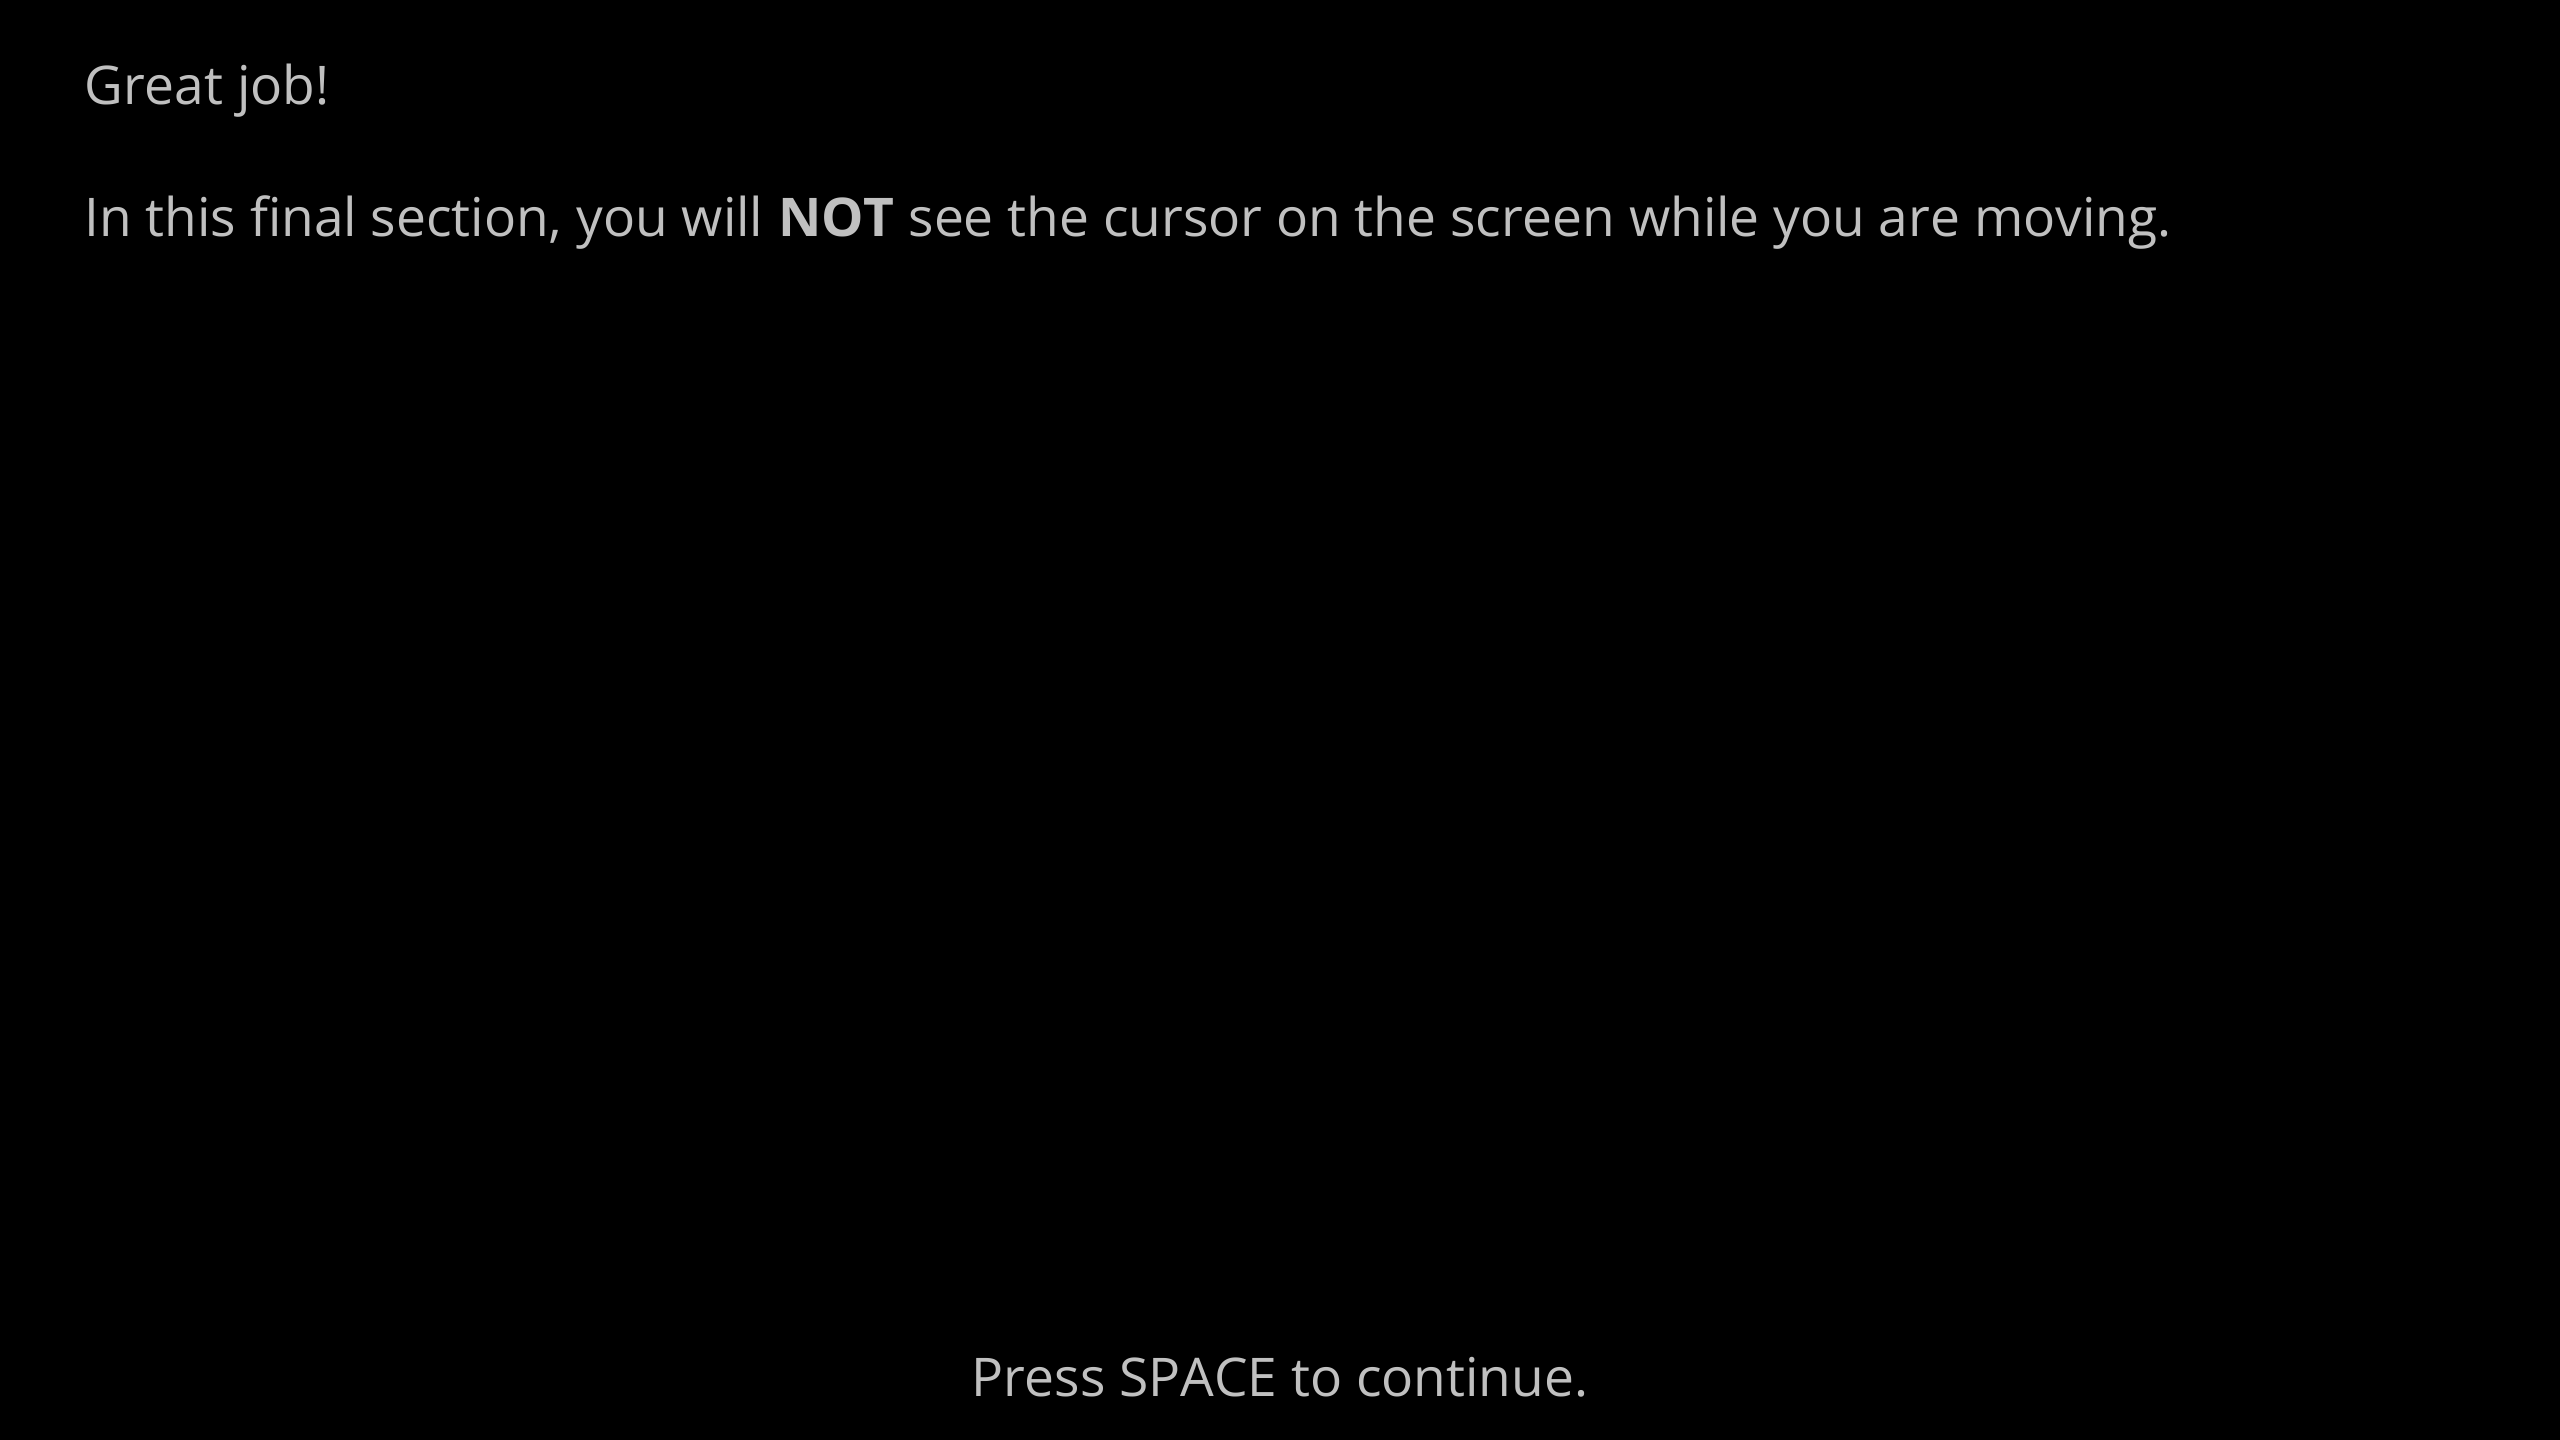 Great job!
In this final section, you will NOT see the cursor on the screen while you are moving.
Press SPACE to continue.